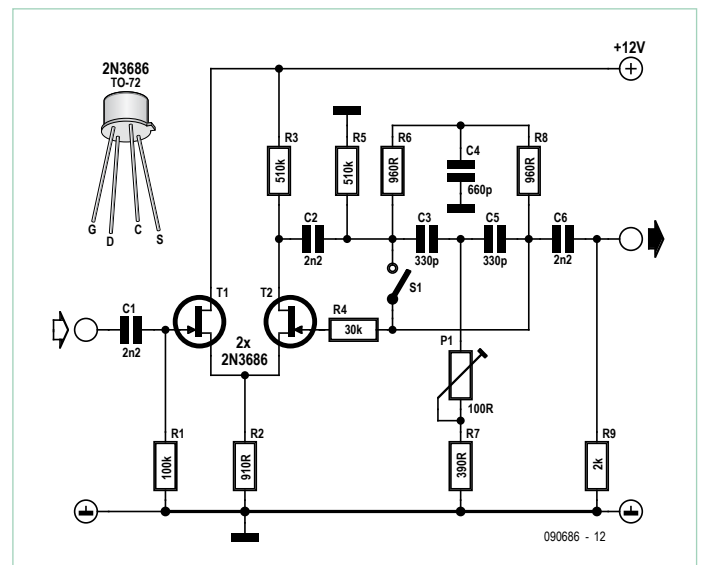 2N3686
TO-72
+12V
R3
510k
R5
510k
R6
960R
C4
660p
R8
960R
G
D
C
S
C2
2n2
C3
330p
C5
330p
C6
2n2
S1
C1
2n2
T1
T2
2x
2N3686
R4
30k
P1
100R
R1
100k
R2
910R
R7
390R
R9
2k
090686 - 12